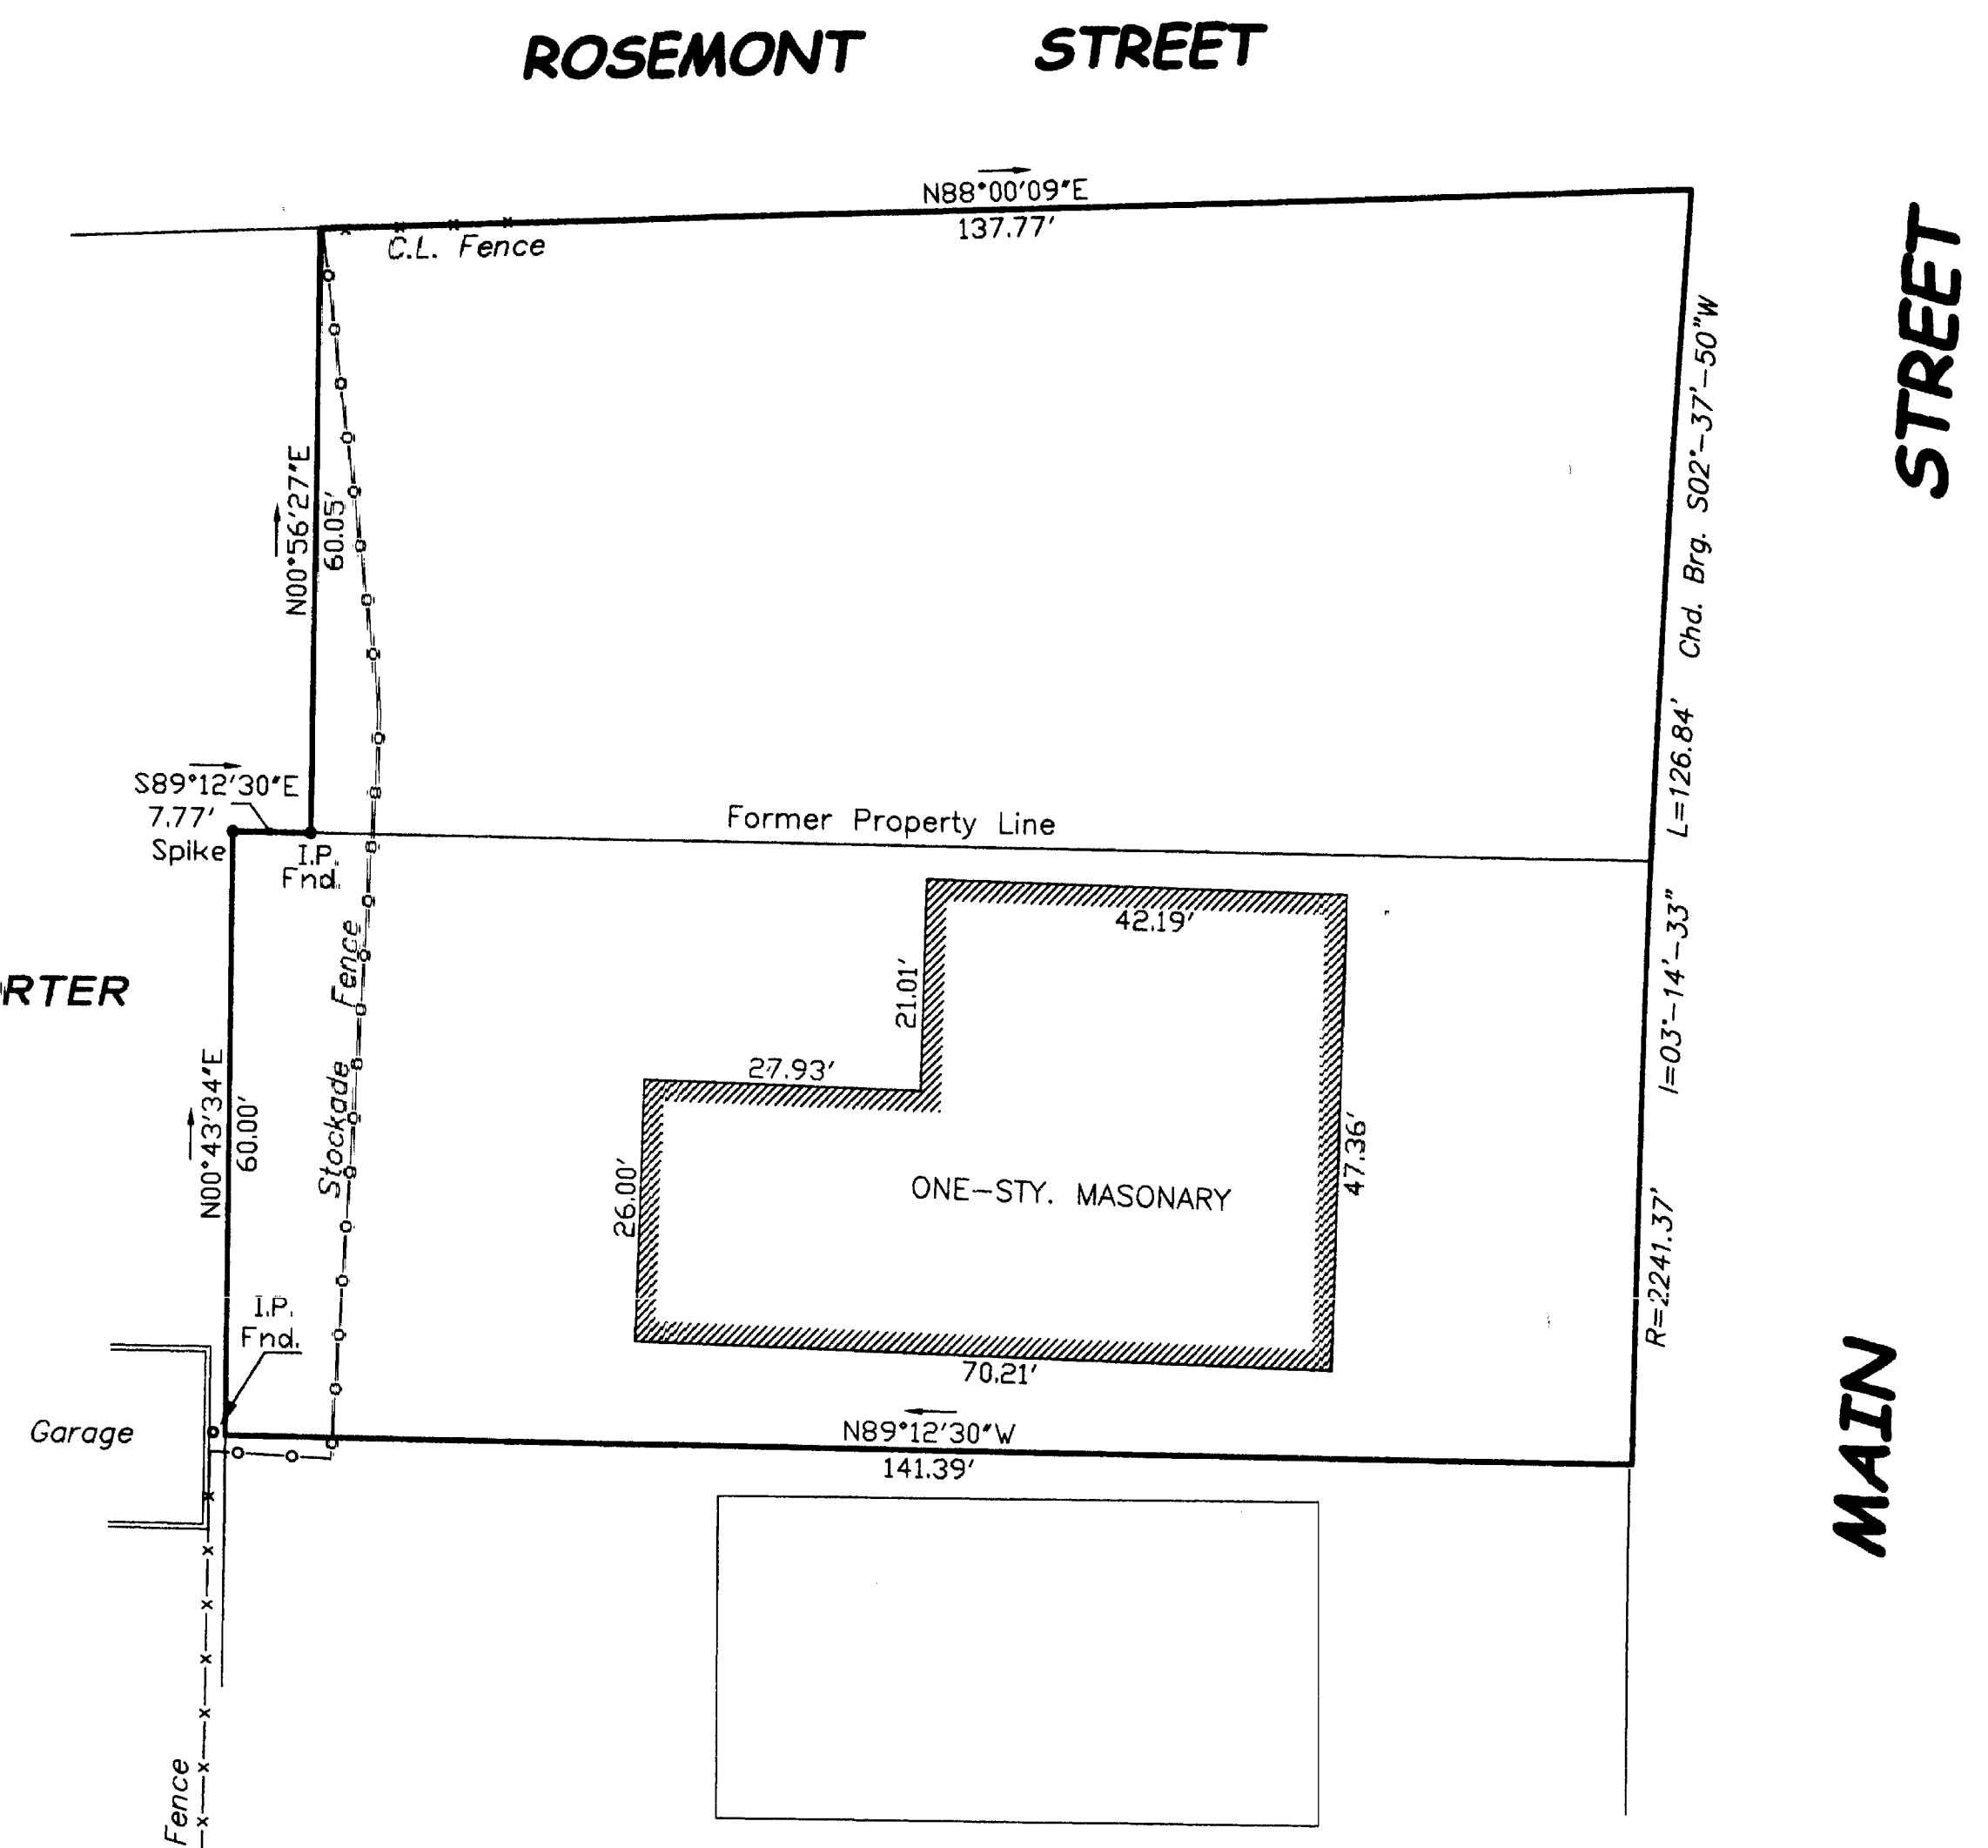 ROSEMONT STREET
N88°00'09"E
137.77'
C.L. Fence
STREET
MAIN
N00°56'27"E
60.05'
Chd. Brg. S02°-37'-50"W
L=126.84'
I=03°-14'-33"
R=2241.37'
S89°12'30"E
7.77'
Spike
I.P.
Fnd.
Former Property Line
42.19'
21.01'
27.93'
RTER
Stockade Fence
N00°43'34"E
60.00'
26.00'
47.36'
ONE-STY. MASONARY
70.21'
I.P.
Fnd.
Garage
N89°12'30"W
141.39'
Fence